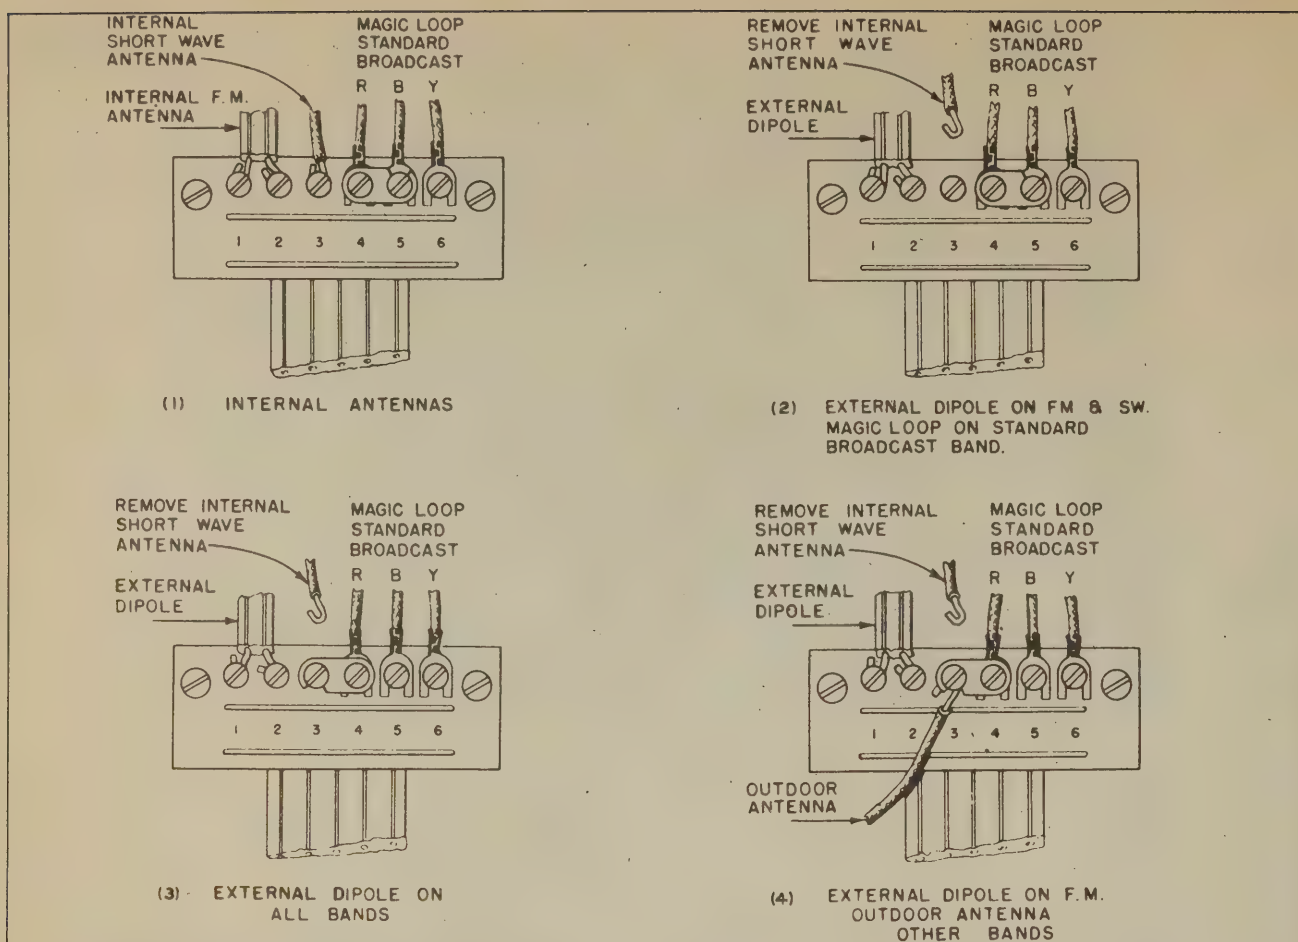 INTERNAL
SHORT WAVE
ANTENNA
INTERNAL F.M.
ANTENNA
MAGIC LOOP
STANDARD
BROADCAST
R B Y
1 2 3 4 5 6
(1) INTERNAL ANTENNAS
REMOVE INTERNAL
SHORT WAVE
ANTENNA
EXTERNAL
DIPOLE
MAGIC LOOP
STANDARD
BROADCAST
R B Y
1 2 3 4 5 6
(2) EXTERNAL DIPOLE ON FM & SW.
MAGIC LOOP ON STANDARD
BROADCAST BAND.
REMOVE INTERNAL
SHORT WAVE
ANTENNA
EXTERNAL
DIPOLE
MAGIC LOOP
STANDARD
BROADCAST
R B Y
1 2 3 4 5 6
(3) EXTERNAL DIPOLE ON
ALL BANDS
REMOVE INTERNAL
SHORT WAVE
ANTENNA
EXTERNAL
DIPOLE
MAGIC LOOP
STANDARD
BROADCAST
R B Y
1 2 3 4 5 6
OUTDOOR
ANTENNA
(4) EXTERNAL DIPOLE ON F.M.
OUTDOOR ANTENNA
OTHER BANDS